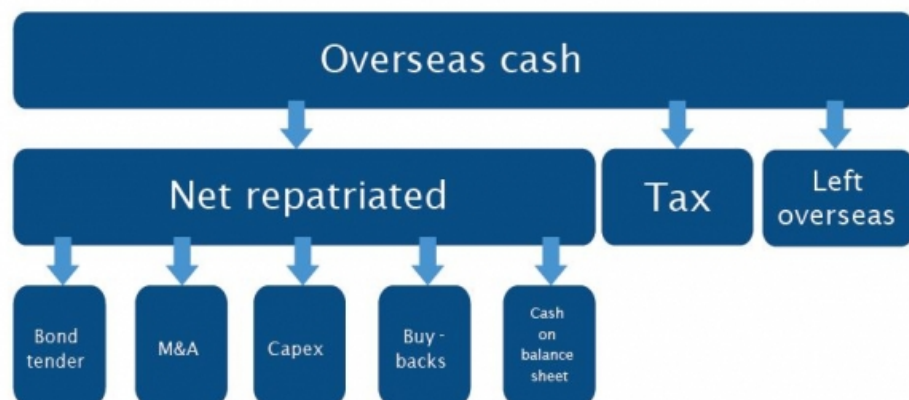 Overseas cash
Net repatriated
Tax
Left
overseas
Bond
tender
M&A
Capex
Buy-
backs
Cash
on
balance
sheet